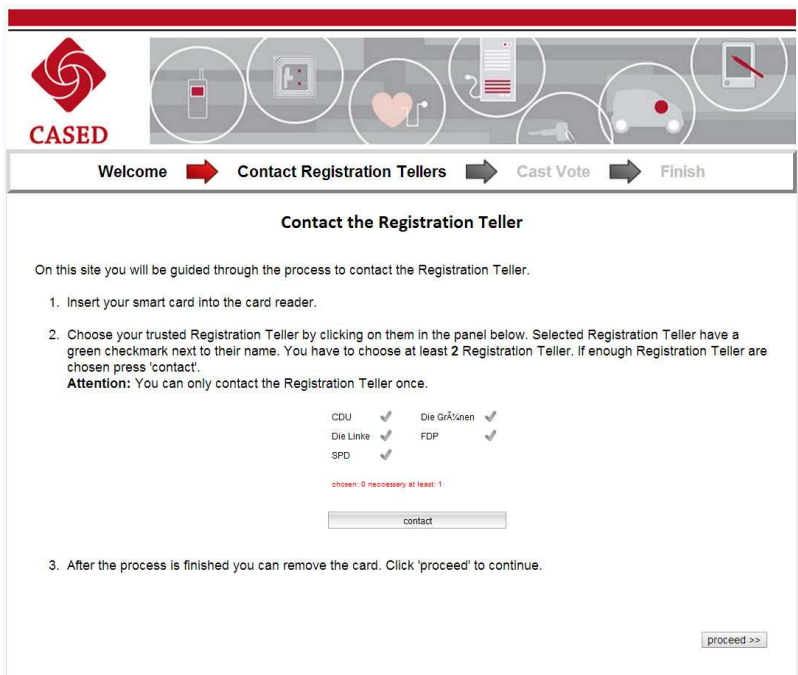 CASED
Welcome Contact Registration Tellers Cast Vote Finish
Contact the Registration Teller
On this site you will be guided through the process to contact the Registration Teller.
1. Insert your smart card into the card reader.
2. Choose your trusted Registration Teller by clicking on them in the panel below. Selected Registration Teller have a
green checkmark next to their name. You have to choose at least 2 Registration Teller. If enough Registration Teller are
chosen press 'contact'.
Attention: You can only contact the Registration Teller once.
CDU Die GrÃ¼nen
Die Linke FDP
SPD
chosen: 0 neccessary at least: 1
contact
3. After the process is finished you can remove the card. Click 'proceed' to continue.
proceed >>